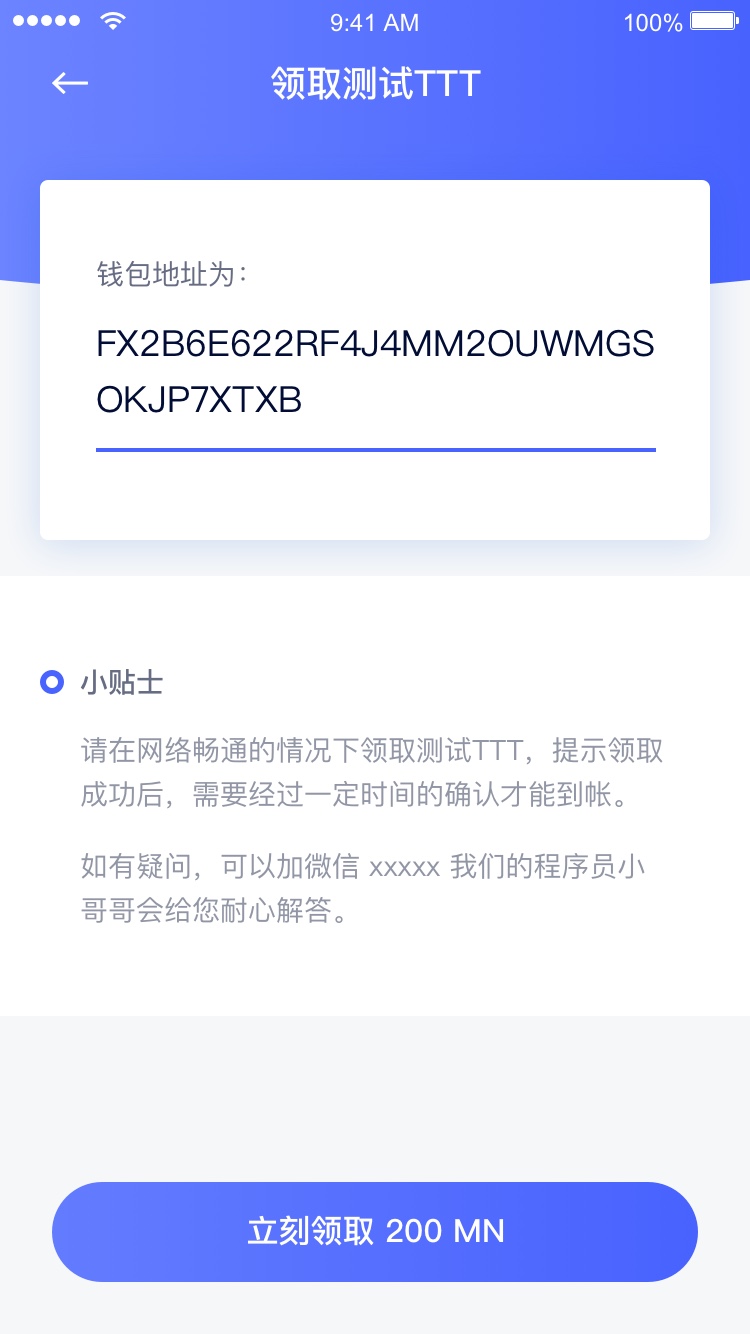 9:41 AM 100%
领取测试TTT
钱包地址为：
FX2B6E622RF4J4MM2OUWMGS
OKJP7XTXB
小贴士
请在网络畅通的情况下领取测试TTT，提示领取
成功后，需要经过一定时间的确认才能到帐。
如有疑问，可以加微信 xxxxx 我们的程序员小
哥哥会给您耐心解答。
立刻领取 200 MN